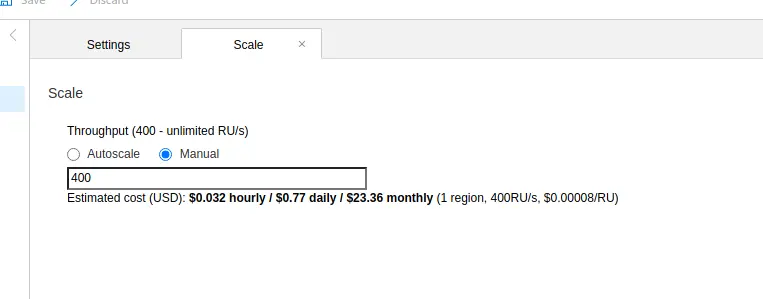 Save Discard
Settings Scale ×
Scale
Throughput (400 - unlimited RU/s)
Autoscale Manual
400
Estimated cost (USD): $0.032 hourly / $0.77 daily / $23.36 monthly (1 region, 400RU/s, $0.00008/RU)